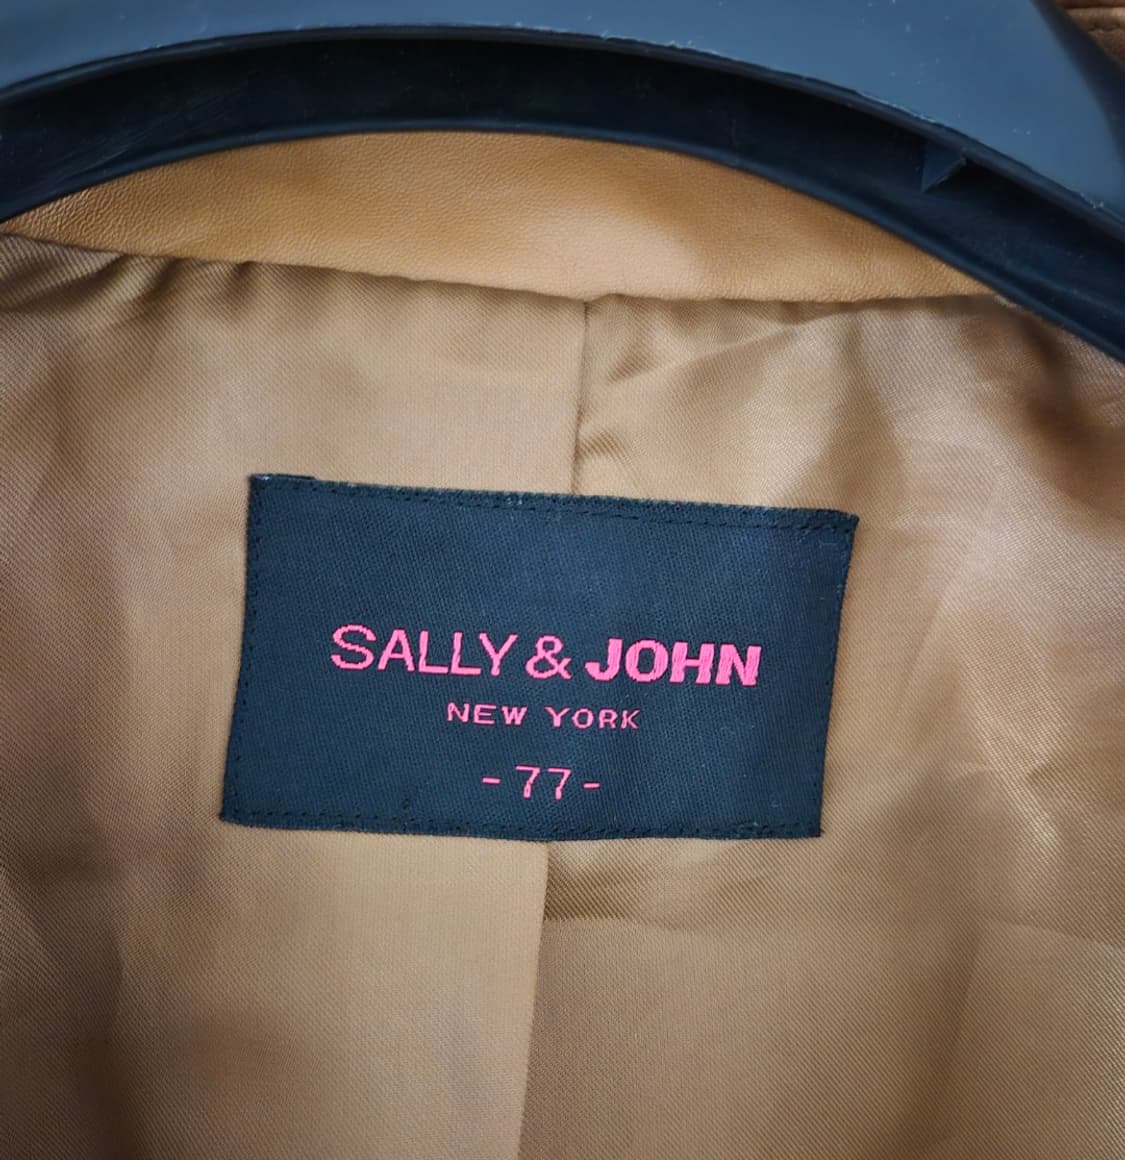 SALLY & JOHN
NEW YORK
-77-